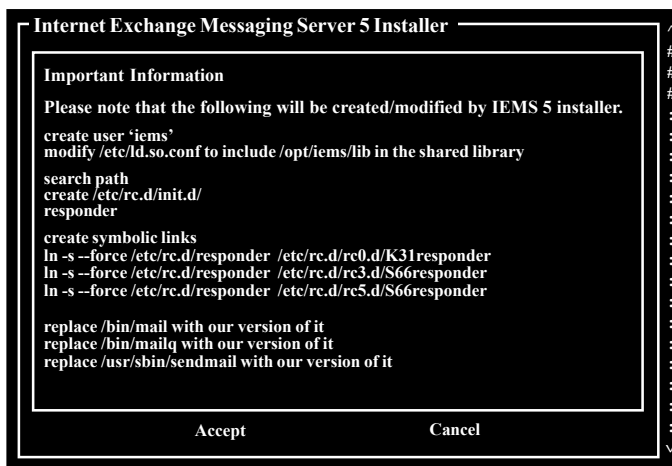 Internet Exchange Messaging Server 5 Installer
Important Information
Please note that the following will be created/modified by IEMS 5 installer.
create user ‘iems’
modify /etc/ld.so.conf to include /opt/iems/lib in the shared library
search path
create /etc/rc.d/init.d/
responder
create symbolic links
ln -s --force /etc/rc.d/responder /etc/rc.d/rc0.d/K31responder
ln -s --force /etc/rc.d/responder /etc/rc.d/rc3.d/S66responder
ln -s --force /etc/rc.d/responder /etc/rc.d/rc5.d/S66responder
replace /bin/mail with our version of it
replace /bin/mailq with our version of it
replace /usr/sbin/sendmail with our version of it
Accept Cancel